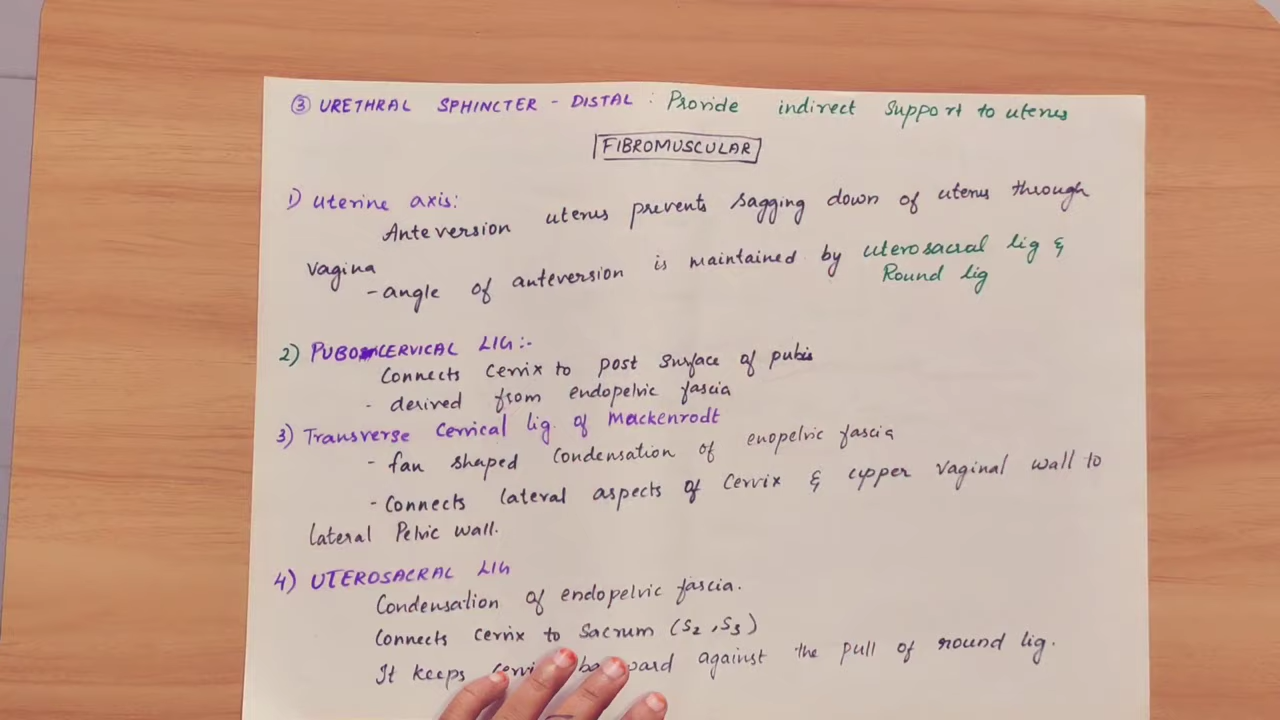 ③ URETHRAL SPHINCTER - DISTAL : Provide indirect support to uterus
FIBROMUSCULAR
1) uterine axis:
Anteversion uterus prevents sagging down of uterus through
vagina
- angle of anteversion is maintained by uterosacral lig &
Round lig
2) PUBOCERVICAL LIG:-
Connects cervix to post surface of pubis
- derived from endopelvic fascia
3) Transverse Cervical lig. of Mackenrodt
- fan shaped condensation of enopelvic fascia
- Connects lateral aspects of cervix & upper vaginal wall to
lateral Pelvic wall.
4) UTEROSACRAL LIG
Condensation of endopelvic fascia.
Connects cervix to Sacrum (S2, S3)
It keeps against the pull of round lig.